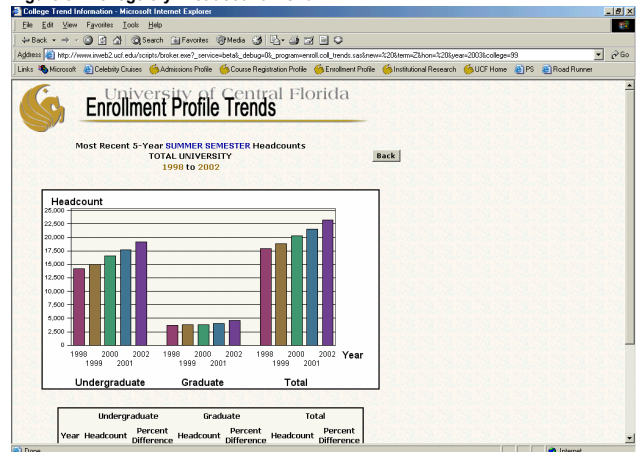 College Trend Information - Microsoft Internet Explorer
File Edit View Favorites Tools Help
Back Search Favorites Media
Address http://www.irweb2.ucf.edu/scripts/broker.exe?_service=beta&_debug=0&_program=enroll.coll_trends.sas&new=%20&term=Z&hon=%20&year=2003&college=99 Go
Links Microsoft Celebrity Cruises Admissions Profile Course Registration Profile Enrollment Profile Institutional Research UCF Home PS Road Runner
University of Central Florida
Enrollment Profile Trends
Most Recent 5-Year SUMMER SEMESTER Headcounts
TOTAL UNIVERSITY
1998 to 2002
Back
Headcount
25,000
22,500
20,000
17,500
15,000
12,500
10,000
7,500
5,000
2,500
0
1998 2000 2002 1998 2000 2002 1998 2000 2002 Year
1999 2001 1999 2001 1999 2001
Undergraduate Graduate Total
Undergraduate Graduate Total
Year Headcount Percent Difference Headcount Percent Difference Headcount Percent Difference
Done Internet